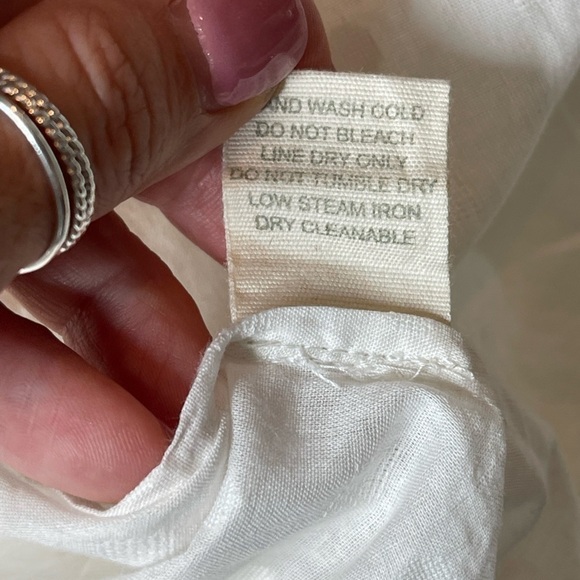 AND WASH COLD
DO NOT BLEACH
LINE DRY ONLY
DO NOT TUMBLE DRY
LOW STEAM IRON
DRY CLEANABLE